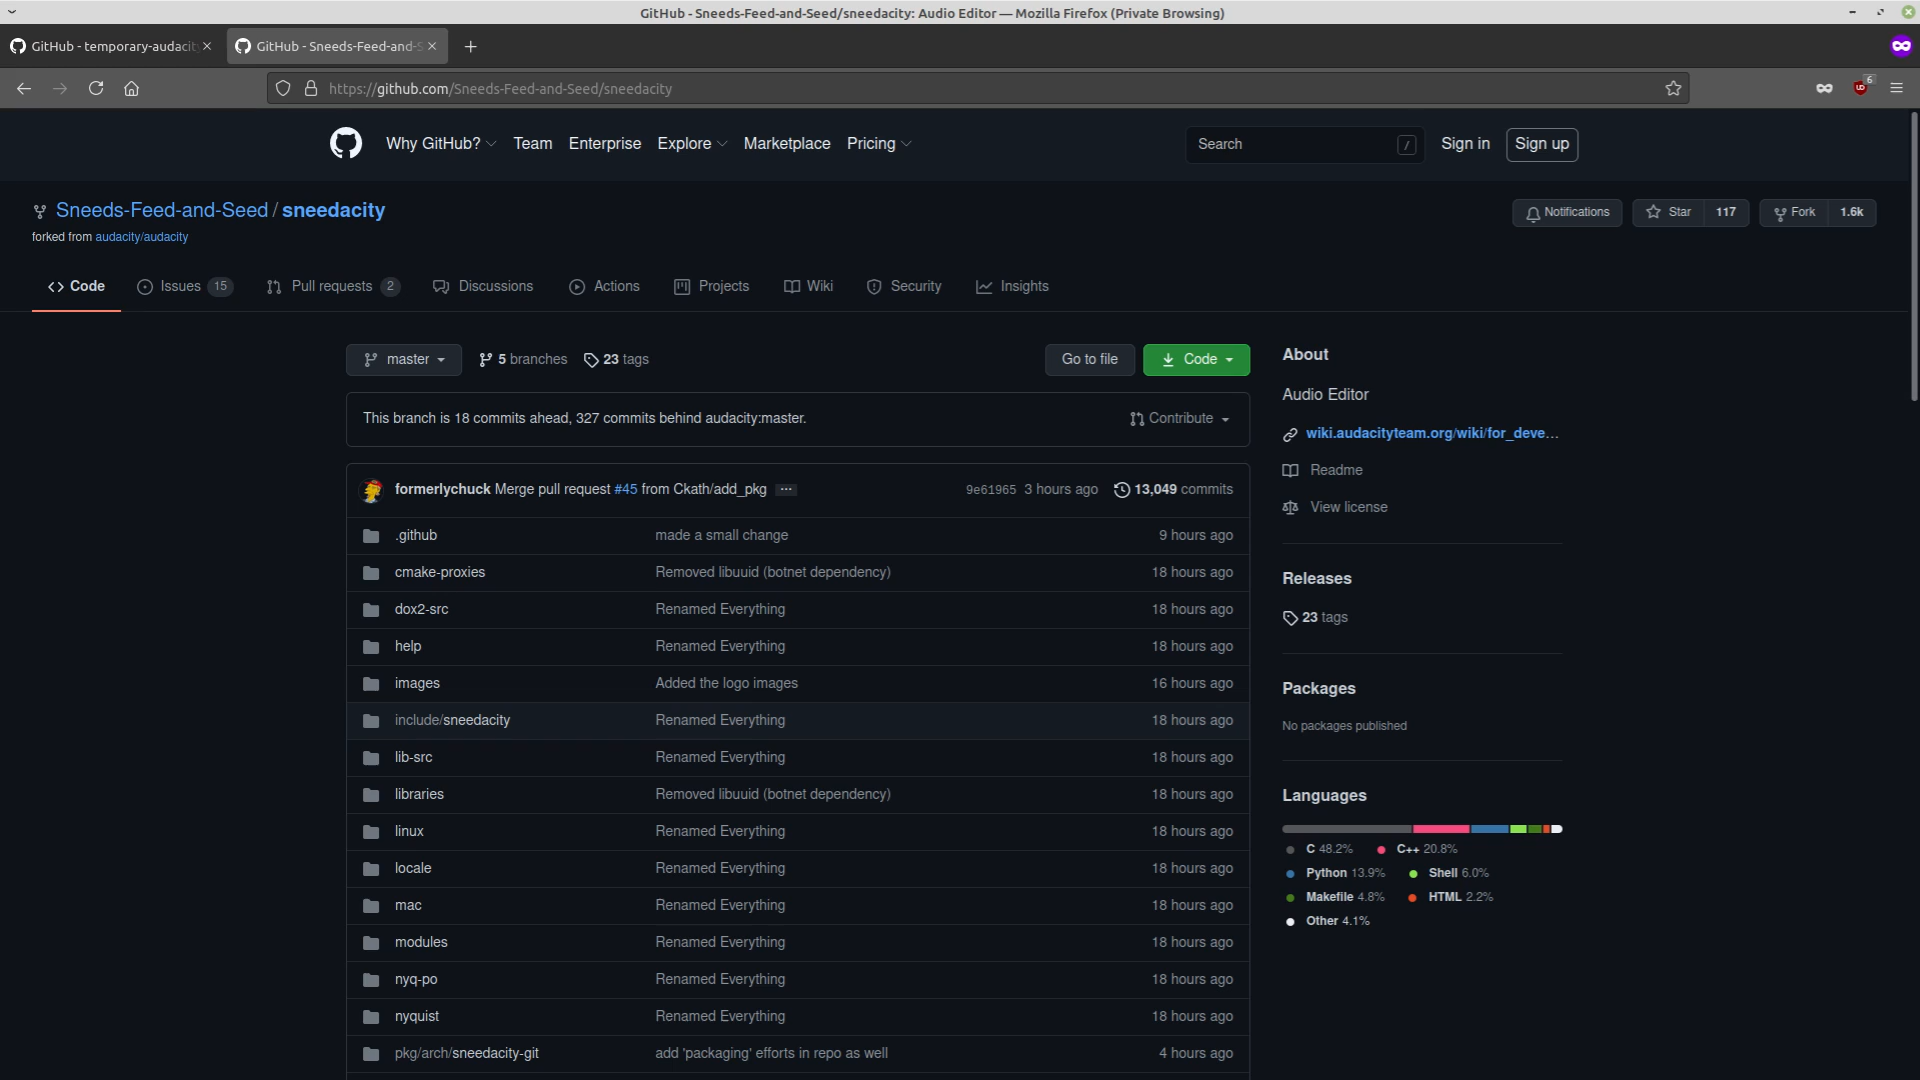 GitHub - Sneeds-Feed-and-Seed/sneedacity: Audio Editor — Mozilla Firefox (Private Browsing)
GitHub - temporary-audacit
GitHub - Sneeds-Feed-and-S
https://github.com/Sneeds-Feed-and-Seed/sneedacity
6
Why GitHub? Team Enterprise Explore Marketplace Pricing Search / Sign in Sign up
Sneeds-Feed-and-Seed / sneedacity
Notifications Star 117 Fork 1.6k
forked from audacity/audacity
Code Issues 15 Pull requests 2 Discussions Actions Projects Wiki Security Insights
master 5 branches 23 tags Go to file Code
This branch is 18 commits ahead, 327 commits behind audacity:master. Contribute
formerlychuck Merge pull request #45 from Ckath/add_pkg ... 9e61965 3 hours ago 13,049 commits
.github made a small change 9 hours ago
cmake-proxies Removed libuuid (botnet dependency) 18 hours ago
dox2-src Renamed Everything 18 hours ago
help Renamed Everything 18 hours ago
images Added the logo images 16 hours ago
include/sneedacity Renamed Everything 18 hours ago
lib-src Renamed Everything 18 hours ago
libraries Removed libuuid (botnet dependency) 18 hours ago
linux Renamed Everything 18 hours ago
locale Renamed Everything 18 hours ago
mac Renamed Everything 18 hours ago
modules Renamed Everything 18 hours ago
nyq-po Renamed Everything 18 hours ago
nyquist Renamed Everything 18 hours ago
pkg/arch/sneedacity-git add 'packaging' efforts in repo as well 4 hours ago
About
Audio Editor
wiki.audacityteam.org/wiki/for_deve...
Readme
View license
Releases
23 tags
Packages
No packages published
Languages
C 48.2% C++ 20.8%
Python 13.9% Shell 6.0%
Makefile 4.8% HTML 2.2%
Other 4.1%